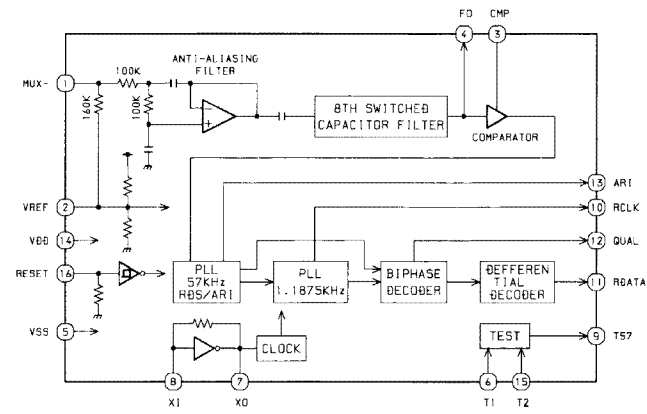 FO CMP
4 3
ANTI-ALIASING
FILTER
MUX- 1
100K
160K
100K
8TH SWITCHED
CAPACITOR FILTER
COMPARATOR
13 ARI
VREF 2
10 RCLK
VDD 14
12 QUAL
RESET 16
PLL
57KHz
RDS/ARI
PLL
1.1875KHz
BIPHASE
DECODER
DEFFEREN
TIAL
DECODER
11 RDATA
VSS 5
CLOCK
TEST
9 T57
8 7 6 15
XI XO T1 T2